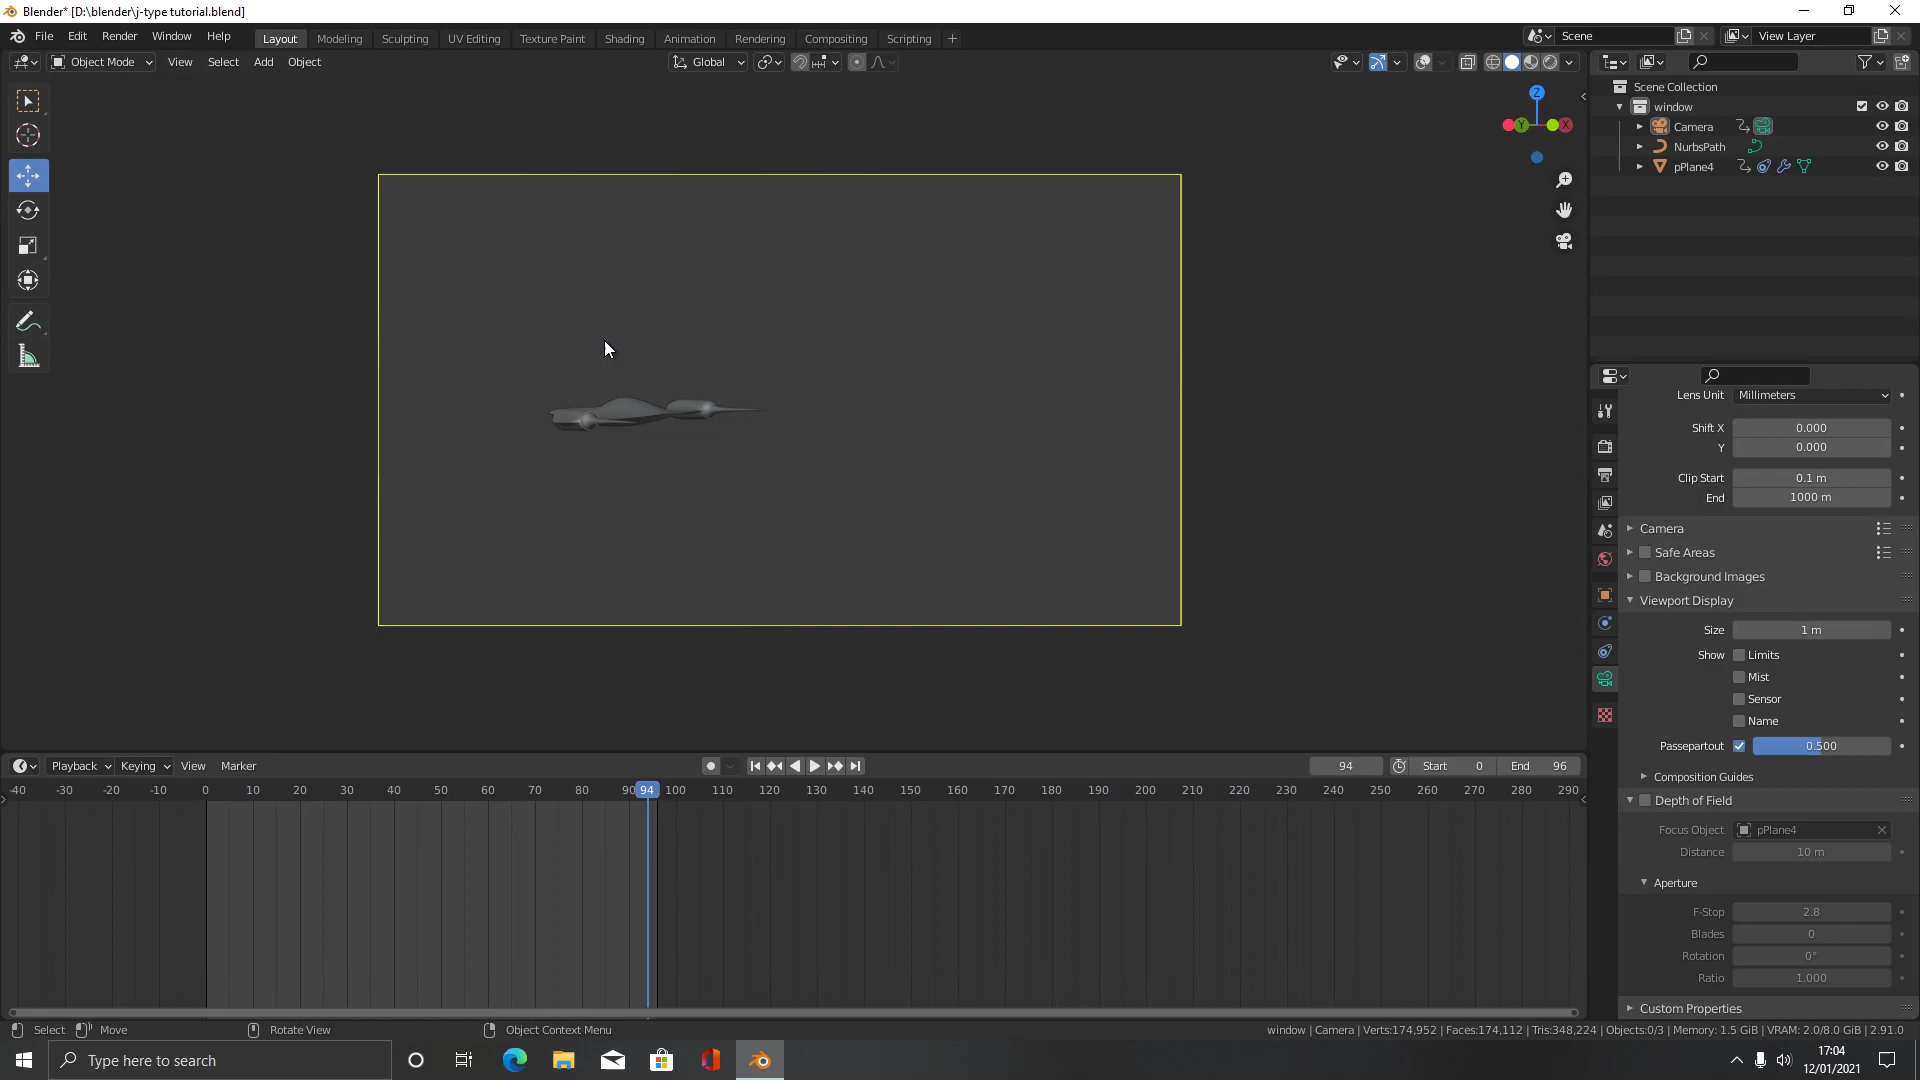 Blender* [D:\blender\j-type tutorial.blend]
File Edit Render Window Help Layout Modeling Sculpting UV Editing Texture Paint Shading Animation Rendering Compositing Scripting Scene View Layer
Object Mode View Select Add Object Global
Scene Collection
window
Camera
NurbsPath
pPlane4
Z
Y X
Lens Unit Millimeters
Shift X 0.000
Y 0.000
Clip Start 0.1 m
End 1000 m
Camera
Safe Areas
Background Images
Viewport Display
Size 1 m
Show Limits
Mist
Sensor
Name
Passepartout 0.500
Composition Guides
Depth of Field
Focus Object pPlane4
Distance 10 m
Aperture
F-Stop 2.8
Blades 0
Rotation 0°
Ratio 1.000
Custom Properties
Playback Keying View Marker 94 Start 0 End 96
-40 -30 -20 -10 0 10 20 30 40 50 60 70 80 90 94 100 110 120 130 140 150 160 170 180 190 200 210 220 230 240 250 260 270 280 290
Select Move Rotate View Object Context Menu window | Camera | Verts:174,952 | Faces:174,112 | Tris:348,224 | Objects:0/3 | Memory: 1.5 GiB | VRAM: 2.0/8.0 GiB | 2.91.0
Type here to search
17:04
12/01/2021